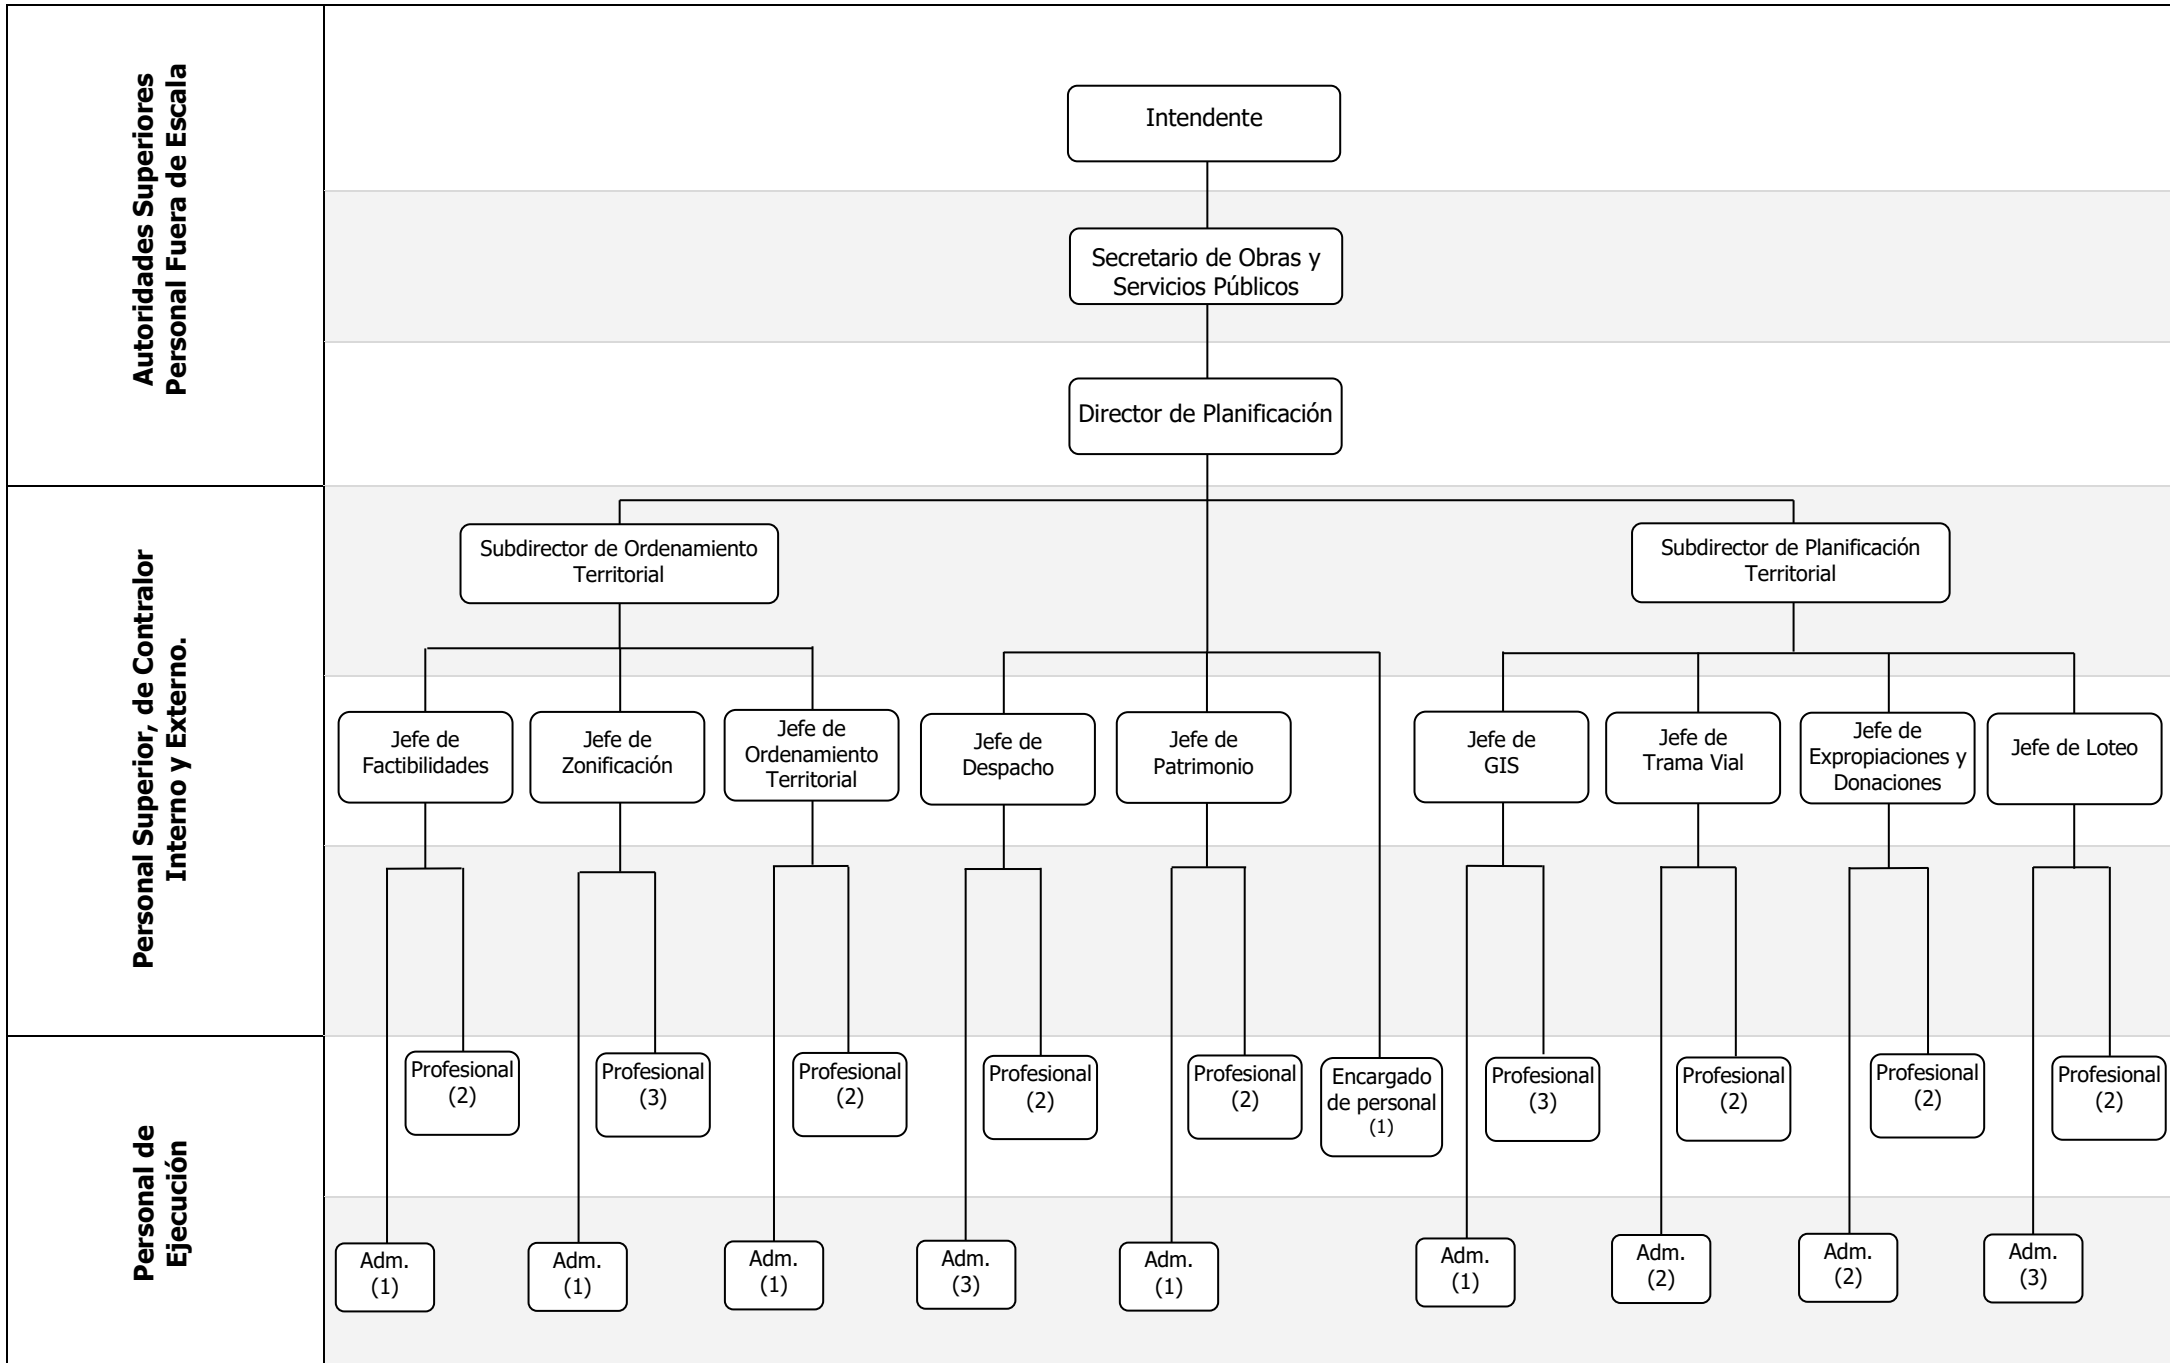 Autoridades Superiores
Personal Fuera de Escala
Intendente
Secretario de Obras y
Servicios Públicos
Director de Planificación
Personal Superior, de Contralor
Interno y Externo.
Subdirector de Ordenamiento
Territorial
Subdirector de Planificación
Territorial
Jefe de
Factibilidades
Jefe de
Zonificación
Jefe de
Ordenamiento
Territorial
Jefe de
Despacho
Jefe de
Patrimonio
Jefe de
GIS
Jefe de
Trama Vial
Jefe de
Expropiaciones y
Donaciones
Jefe de Loteo
Personal de
Ejecución
Profesional
(2)
Profesional
(3)
Profesional
(2)
Profesional
(2)
Profesional
(2)
Encargado
de personal
(1)
Profesional
(3)
Profesional
(2)
Profesional
(2)
Profesional
(2)
Adm.
(1)
Adm.
(1)
Adm.
(1)
Adm.
(3)
Adm.
(1)
Adm.
(1)
Adm.
(2)
Adm.
(2)
Adm.
(3)